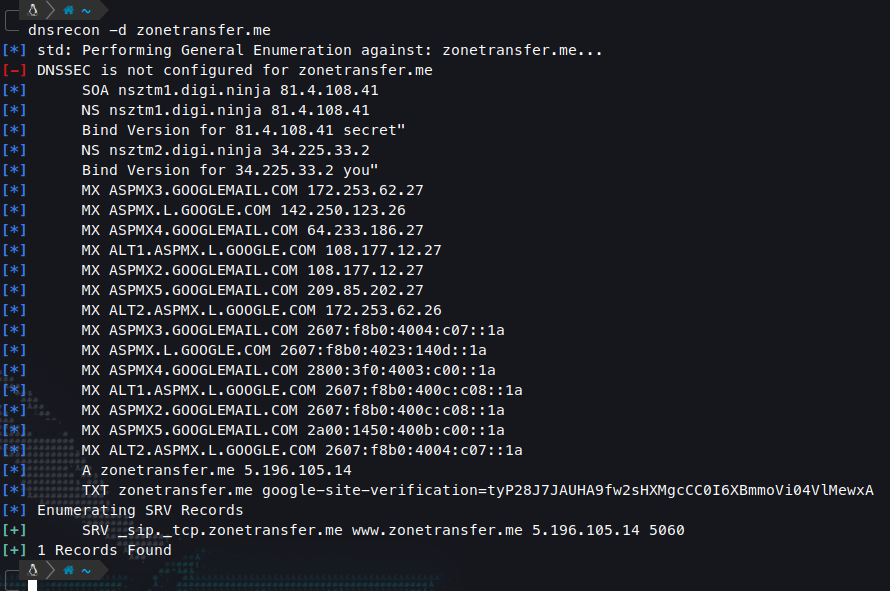 ~
dnsrecon -d zonetransfer.me
[*] std: Performing General Enumeration against: zonetransfer.me...
[-] DNSSEC is not configured for zonetransfer.me
[*] SOA nsztm1.digi.ninja 81.4.108.41
[*] NS nsztm1.digi.ninja 81.4.108.41
[*] Bind Version for 81.4.108.41 secret"
[*] NS nsztm2.digi.ninja 34.225.33.2
[*] Bind Version for 34.225.33.2 you"
[*] MX ASPMX3.GOOGLEMAIL.COM 172.253.62.27
[*] MX ASPMX.L.GOOGLE.COM 142.250.123.26
[*] MX ASPMX4.GOOGLEMAIL.COM 64.233.186.27
[*] MX ALT1.ASPMX.L.GOOGLE.COM 108.177.12.27
[*] MX ASPMX2.GOOGLEMAIL.COM 108.177.12.27
[*] MX ASPMX5.GOOGLEMAIL.COM 209.85.202.27
[*] MX ALT2.ASPMX.L.GOOGLE.COM 172.253.62.26
[*] MX ASPMX3.GOOGLEMAIL.COM 2607:f8b0:4004:c07::1a
[*] MX ASPMX.L.GOOGLE.COM 2607:f8b0:4023:140d::1a
[*] MX ASPMX4.GOOGLEMAIL.COM 2800:3f0:4003:c00::1a
[*] MX ALT1.ASPMX.L.GOOGLE.COM 2607:f8b0:400c:c08::1a
[*] MX ASPMX2.GOOGLEMAIL.COM 2607:f8b0:400c:c08::1a
[*] MX ASPMX5.GOOGLEMAIL.COM 2a00:1450:400b:c00::1a
[*] MX ALT2.ASPMX.L.GOOGLE.COM 2607:f8b0:4004:c07::1a
[*] A zonetransfer.me 5.196.105.14
[*] TXT zonetransfer.me google-site-verification=tyP28J7JAUHA9fw2sHXMgcCC0I6XBmmoVi04VlMewxA
[*] Enumerating SRV Records
[+] SRV _sip._tcp.zonetransfer.me www.zonetransfer.me 5.196.105.14 5060
[+] 1 Records Found
~